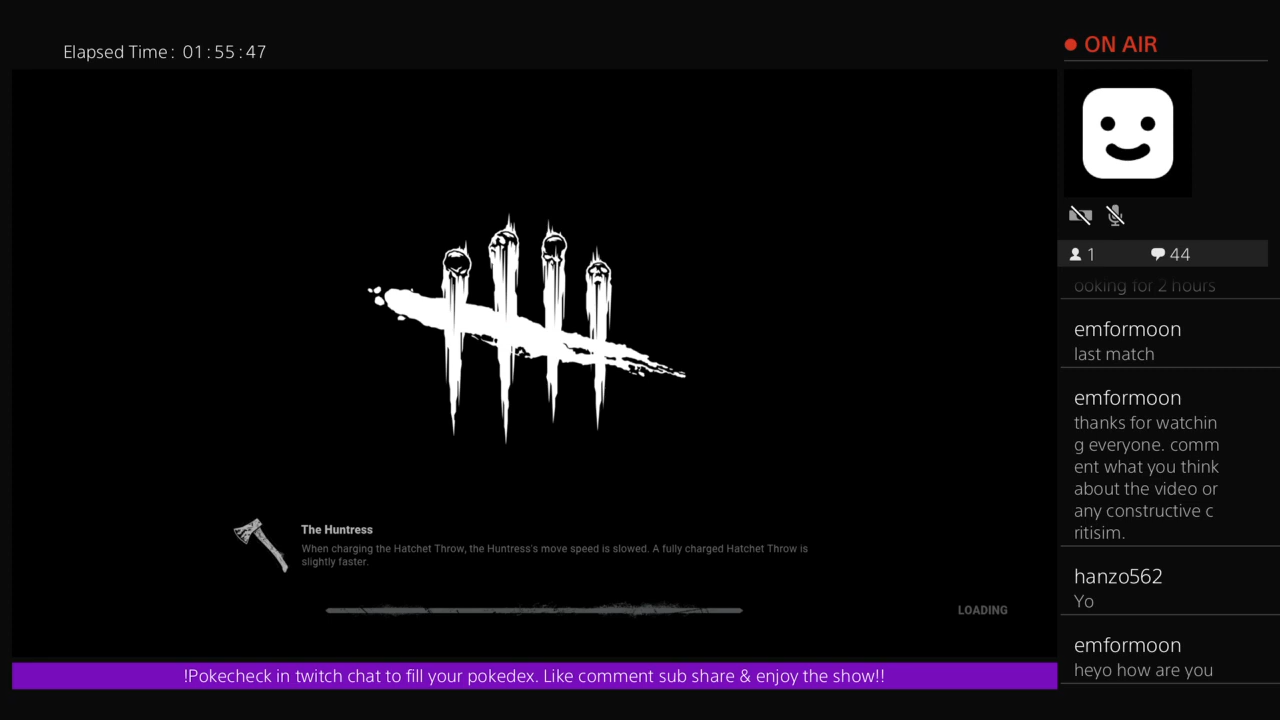 Elapsed Time: 01:55:47
ON AIR
1
44
ooking for 2 hours
emformoon
last match
emformoon
thanks for watchin
g everyone. comm
ent what you think
about the video or
any constructive c
ritisim.
hanzo562
Yo
emformoon
heyo how are you
The Huntress
When charging the Hatchet Throw, the Huntress's move speed is slowed. A fully charged Hatchet Throw is
slightly faster.
LOADING
!Pokecheck in twitch chat to fill your pokedex. Like comment sub share & enjoy the show!!